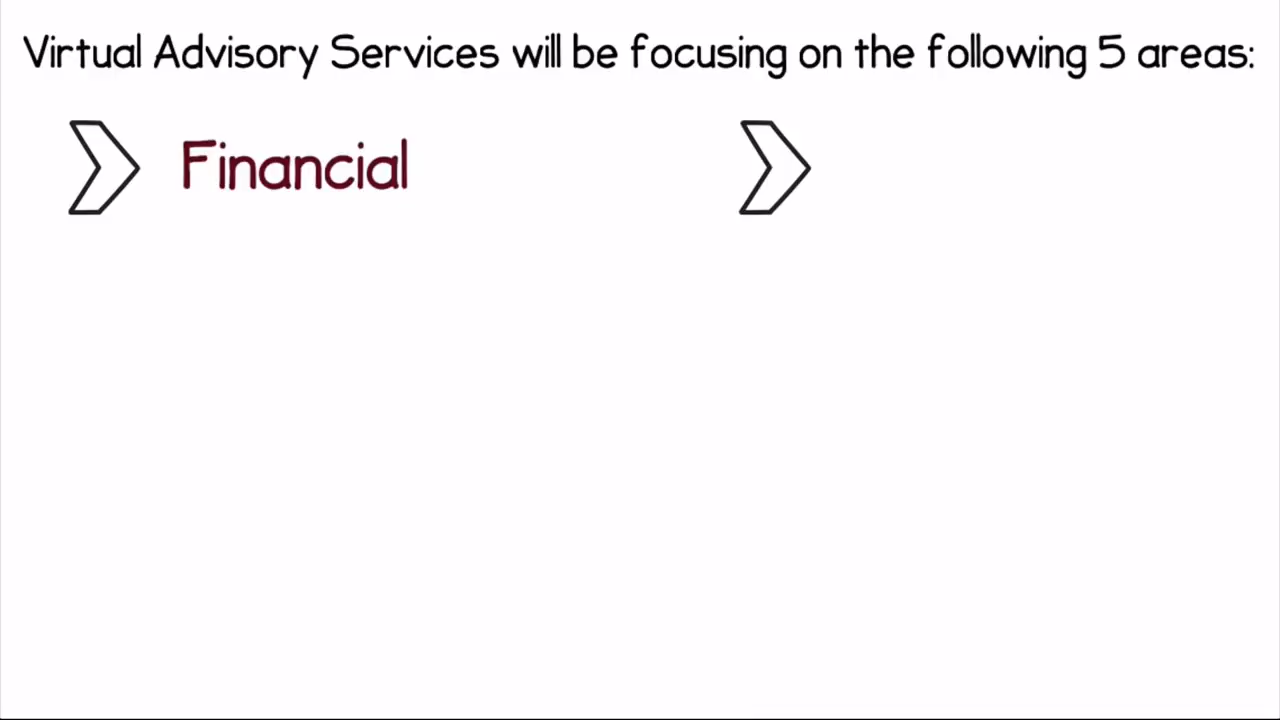 Virtual Advisory Services will be focusing on the following 5 areas:
Financial